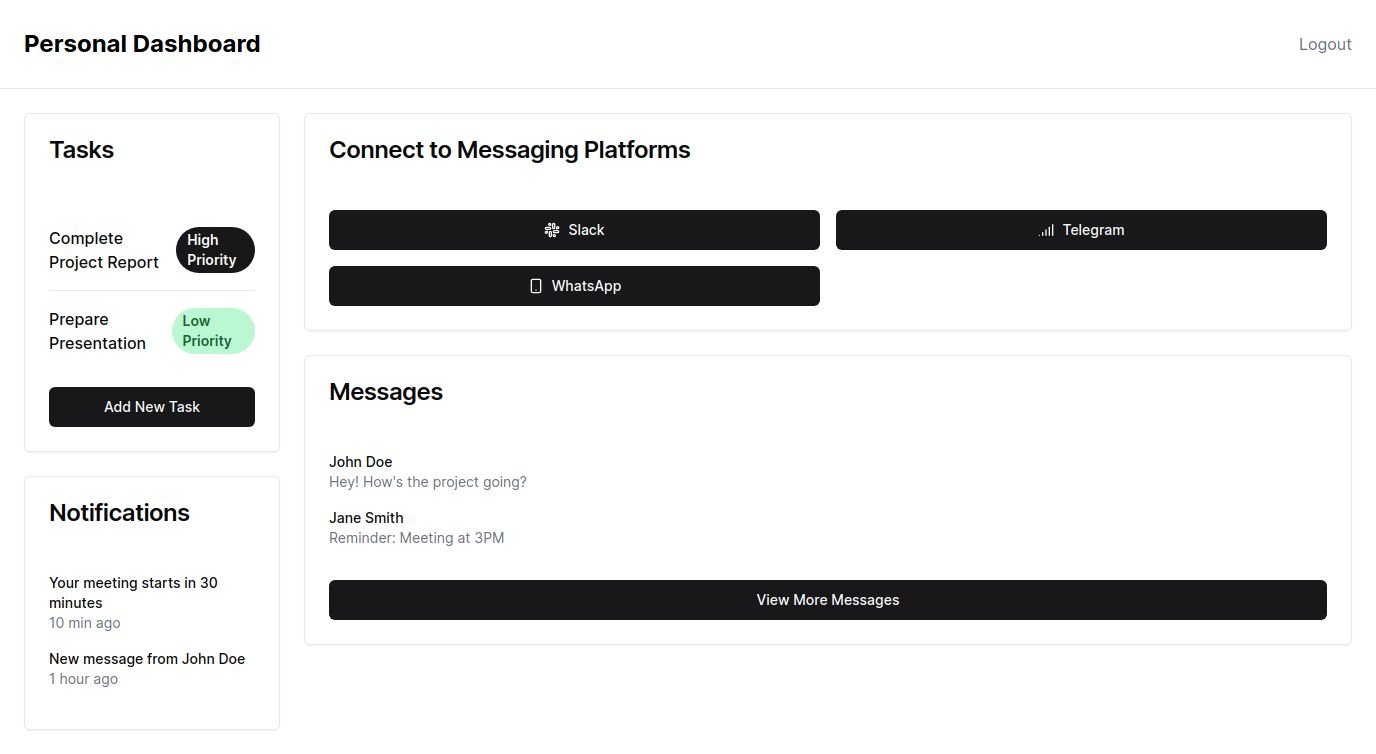 Personal Dashboard
Logout
Tasks
Complete
Project Report
High
Priority
Prepare
Presentation
Low
Priority
Add New Task
Notifications
Your meeting starts in 30
minutes
10 min ago
New message from John Doe
1 hour ago
Connect to Messaging Platforms
Slack
Telegram
WhatsApp
Messages
John Doe
Hey! How's the project going?
Jane Smith
Reminder: Meeting at 3PM
View More Messages